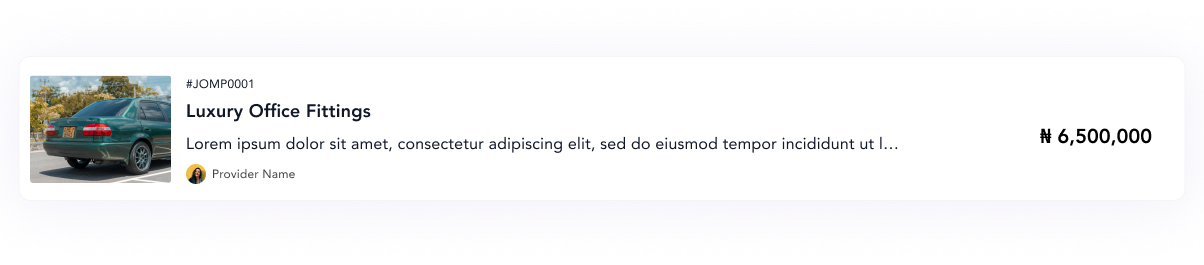 #JOMP0001
Luxury Office Fittings
Lorem ipsum dolor sit amet, consectetur adipiscing elit, sed do eiusmod tempor incididunt ut l...
₦ 6,500,000
Provider Name